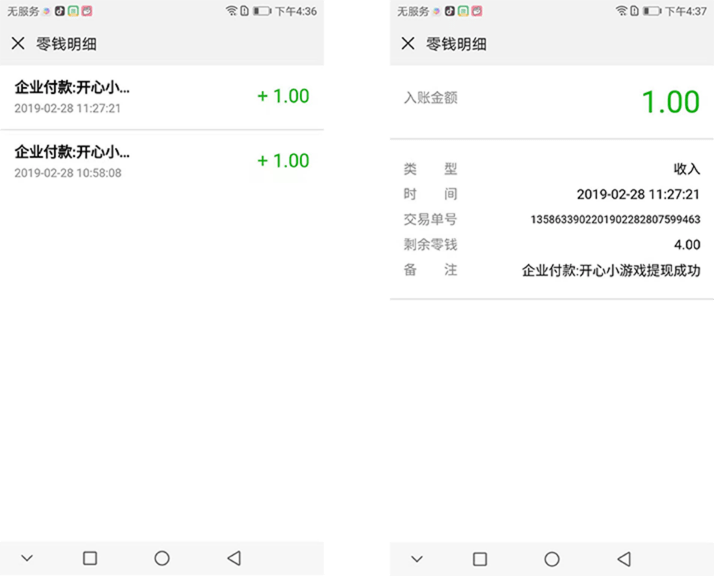 无服务 下午4:36
零钱明细
企业付款:开心小...
+ 1.00
2019-02-28 11:27:21
企业付款:开心小...
+ 1.00
2019-02-28 10:58:08
无服务 下午4:37
零钱明细
入账金额 1.00
类 型 收入
时 间 2019-02-28 11:27:21
交易单号 1358633902201902282807599463
剩余零钱 4.00
备 注 企业付款:开心小游戏提现成功